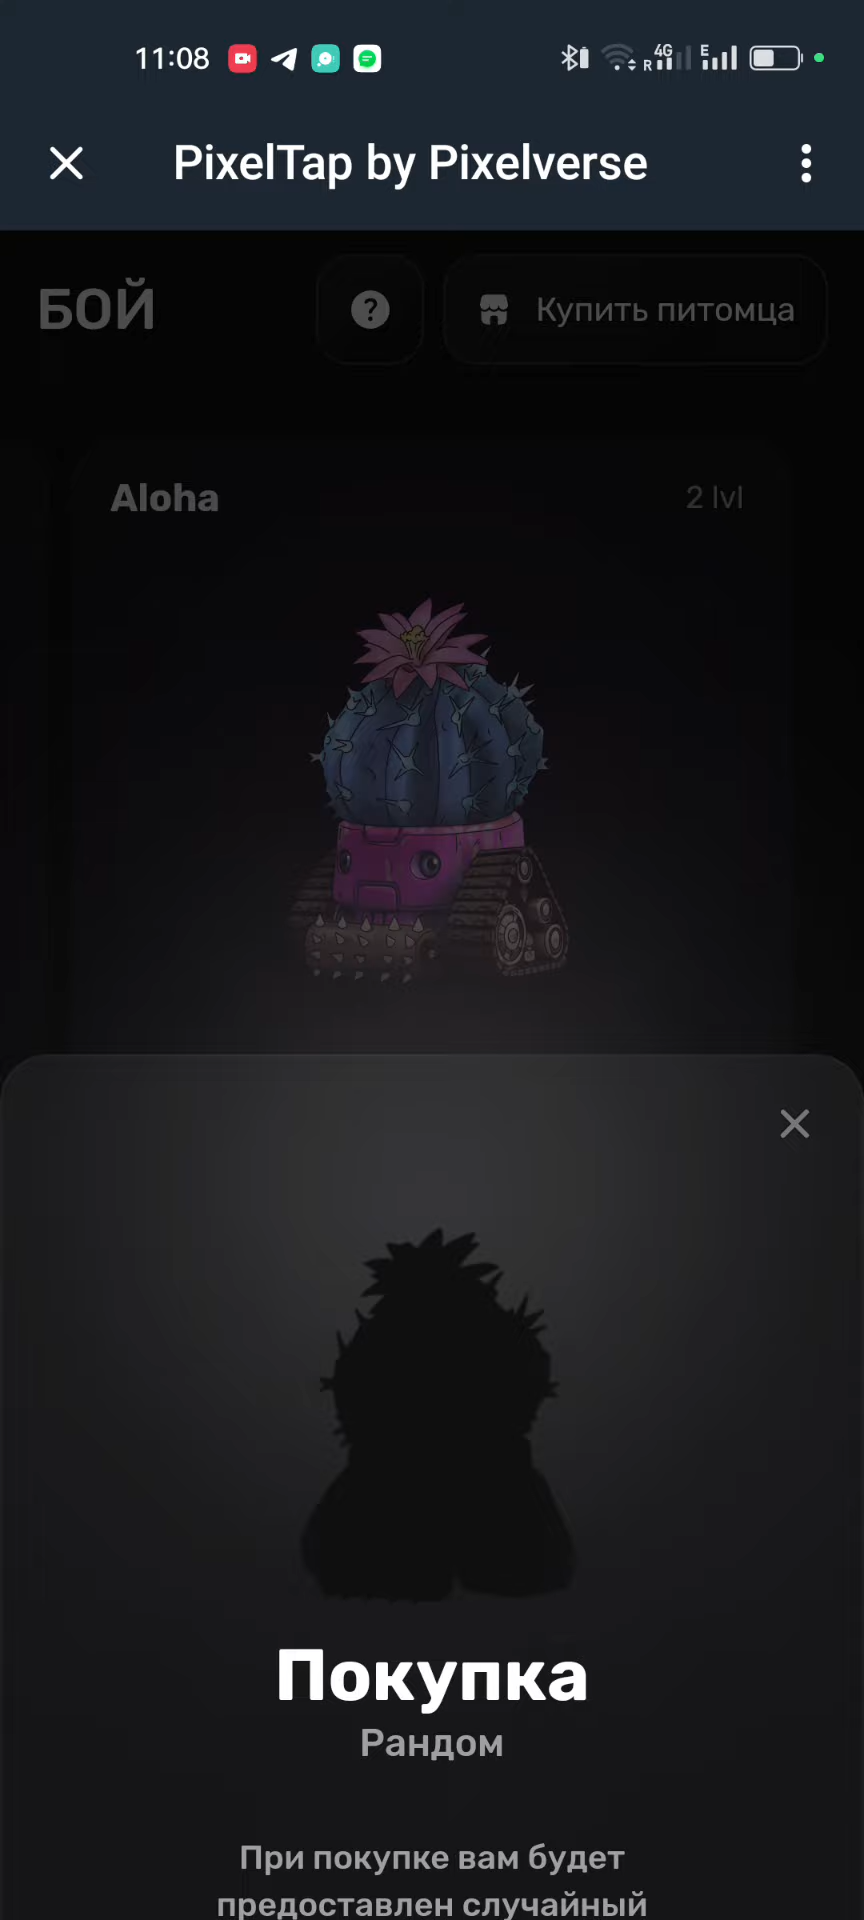 11:08
4G
R
E
PixelTap by Pixelverse
БОЙ
?
Купить питомца
Aloha
2 lvl
Покупка
Рандом
При покупке вам будет
предоставлен случайный